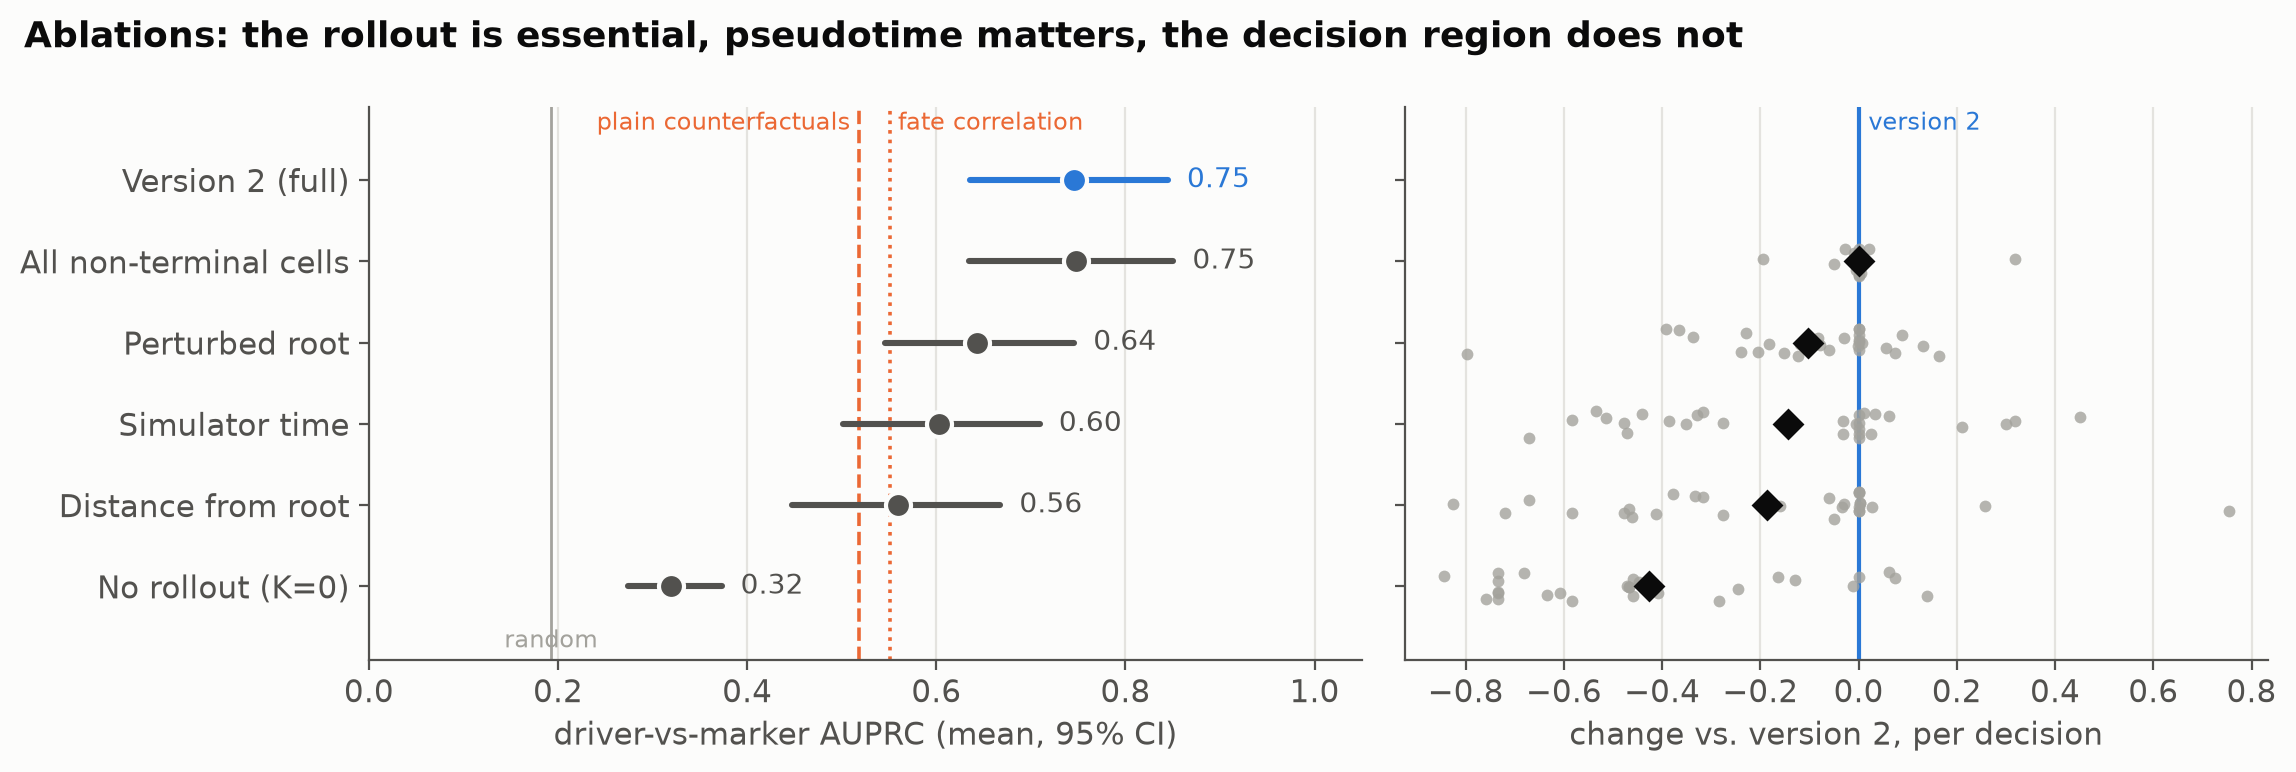 Ablations: the rollout is essential, pseudotime matters, the decision region does not
plain counterfactuals
fate correlation
Version 2 (full)
0.75
All non-terminal cells
0.75
Perturbed root
0.64
Simulator time
0.60
Distance from root
0.56
No rollout (K=0)
0.32
random
0.0 0.2 0.4 0.6 0.8 1.0
driver-vs-marker AUPRC (mean, 95% CI)
version 2
−0.8 −0.6 −0.4 −0.2 0.0 0.2 0.4 0.6 0.8
change vs. version 2, per decision